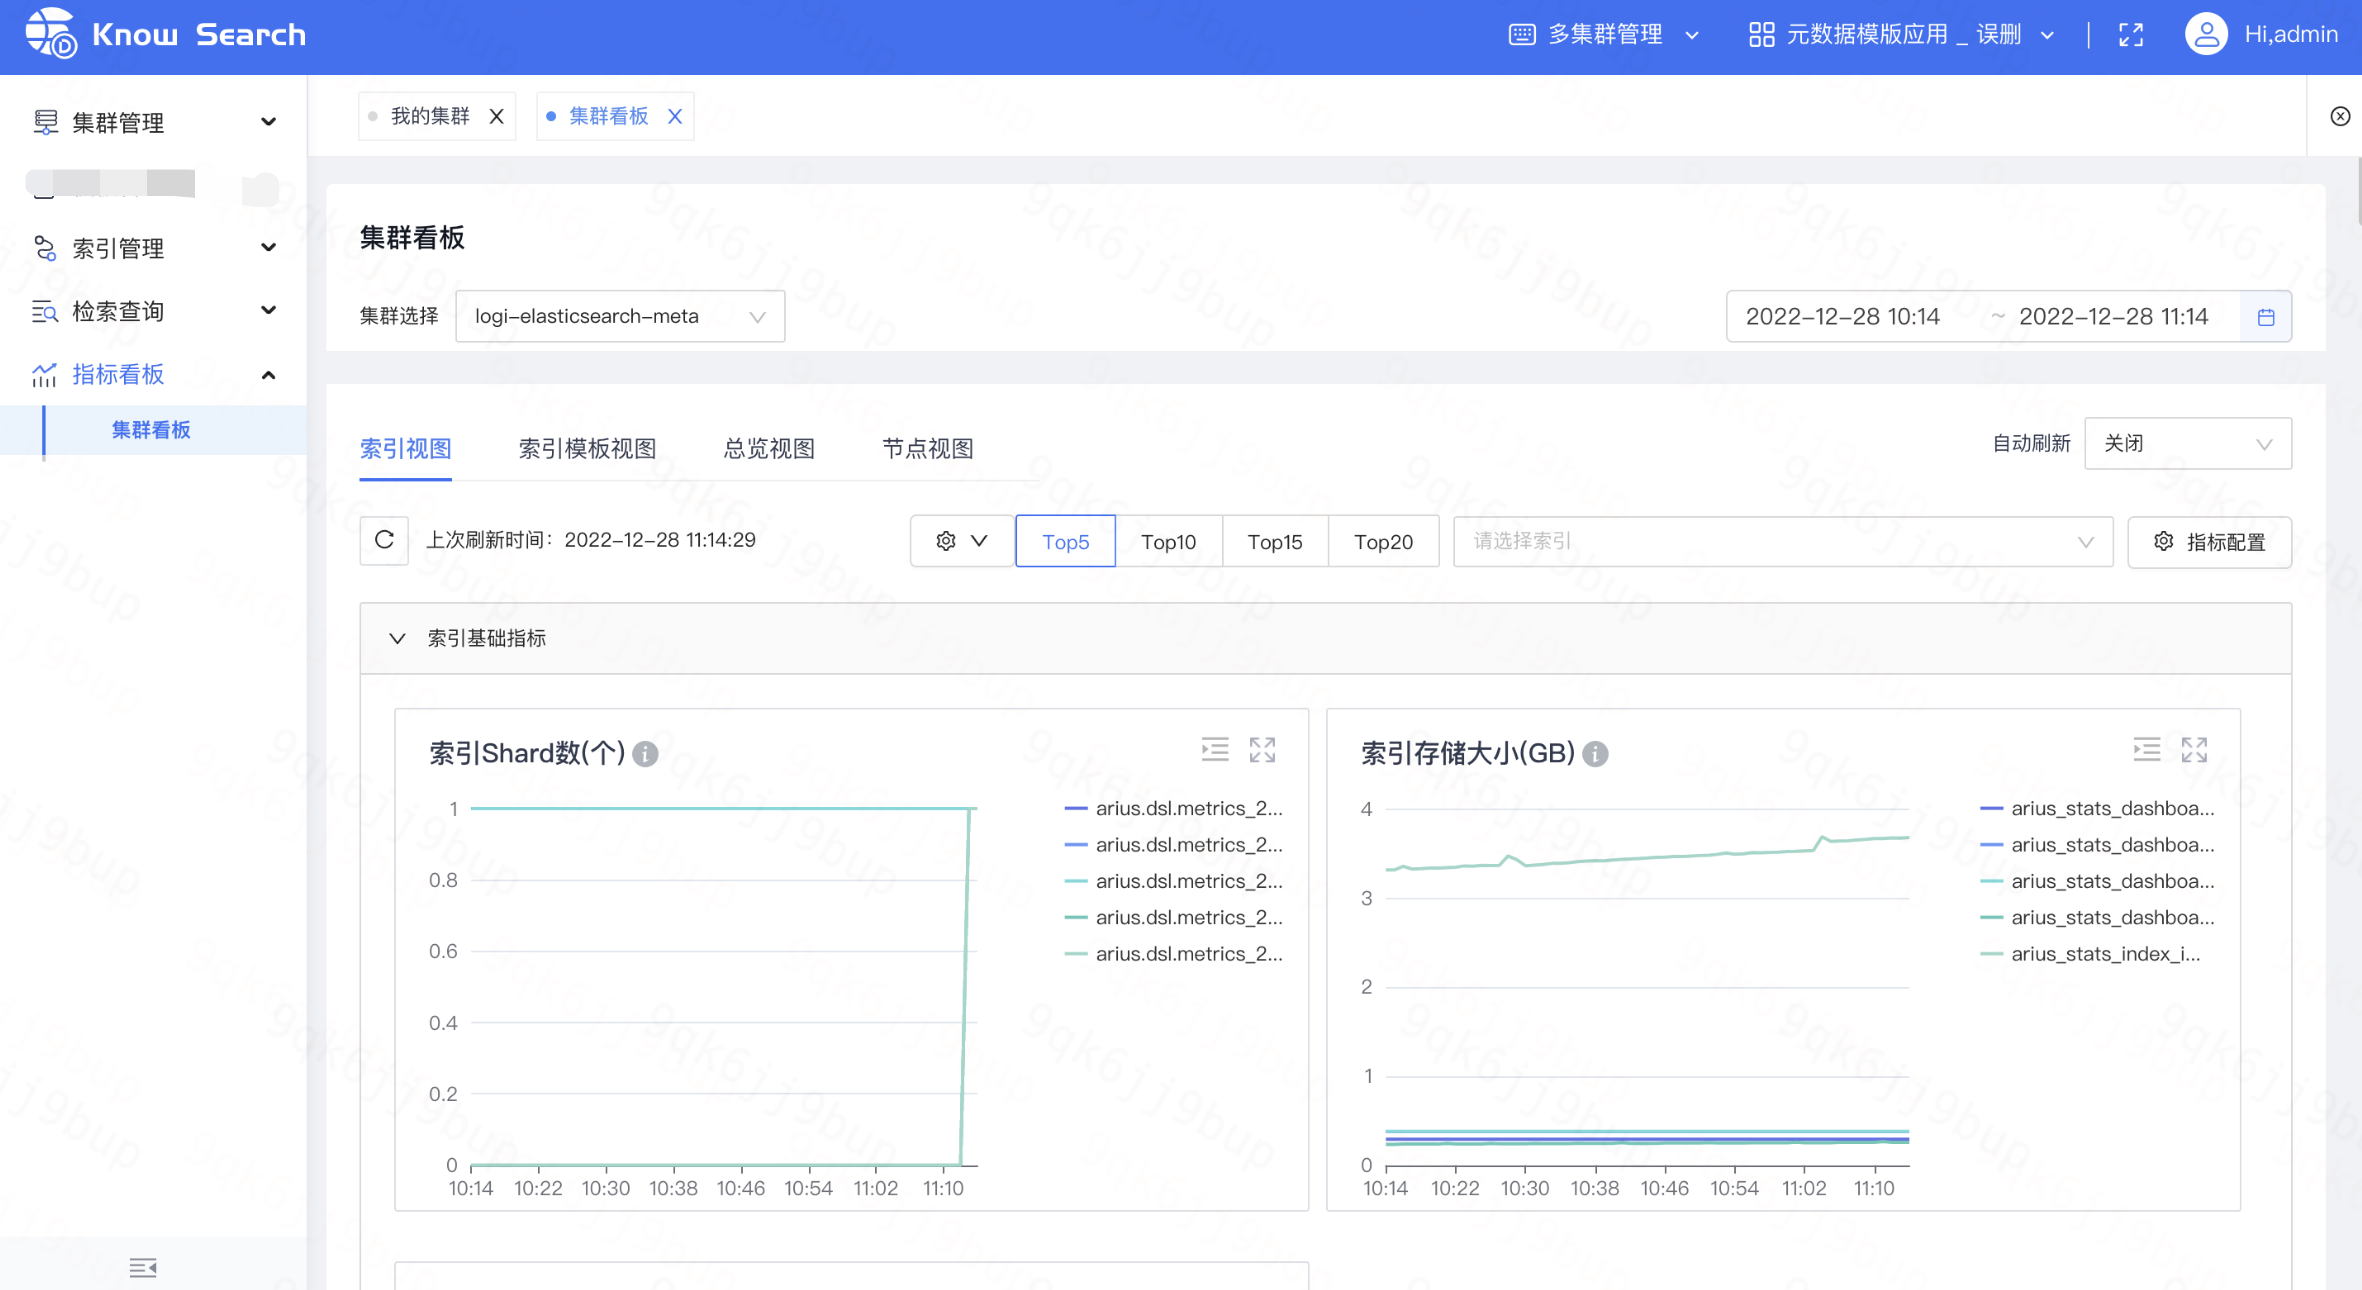 Know Search
多集群管理
元数据模版应用 _ 误删
Hi,admin
集群管理
索引管理
检索查询
指标看板
集群看板
我的集群 X
集群看板 X
集群看板
集群选择
logi-elasticsearch-meta
2022-12-28 10:14 ~ 2022-12-28 11:14
索引视图 索引模板视图 总览视图 节点视图
自动刷新 关闭
上次刷新时间：2022-12-28 11:14:29
Top5 Top10 Top15 Top20
请选择索引
指标配置
索引基础指标
索引Shard数(个)
1
0.8
0.6
0.4
0.2
0
10:14 10:22 10:30 10:38 10:46 10:54 11:02 11:10
arius.dsl.metrics_2...
arius.dsl.metrics_2...
arius.dsl.metrics_2...
arius.dsl.metrics_2...
arius.dsl.metrics_2...
索引存储大小(GB)
4
3
2
1
0
10:14 10:22 10:30 10:38 10:46 10:54 11:02 11:10
arius_stats_dashboa...
arius_stats_dashboa...
arius_stats_dashboa...
arius_stats_dashboa...
arius_stats_index_i...